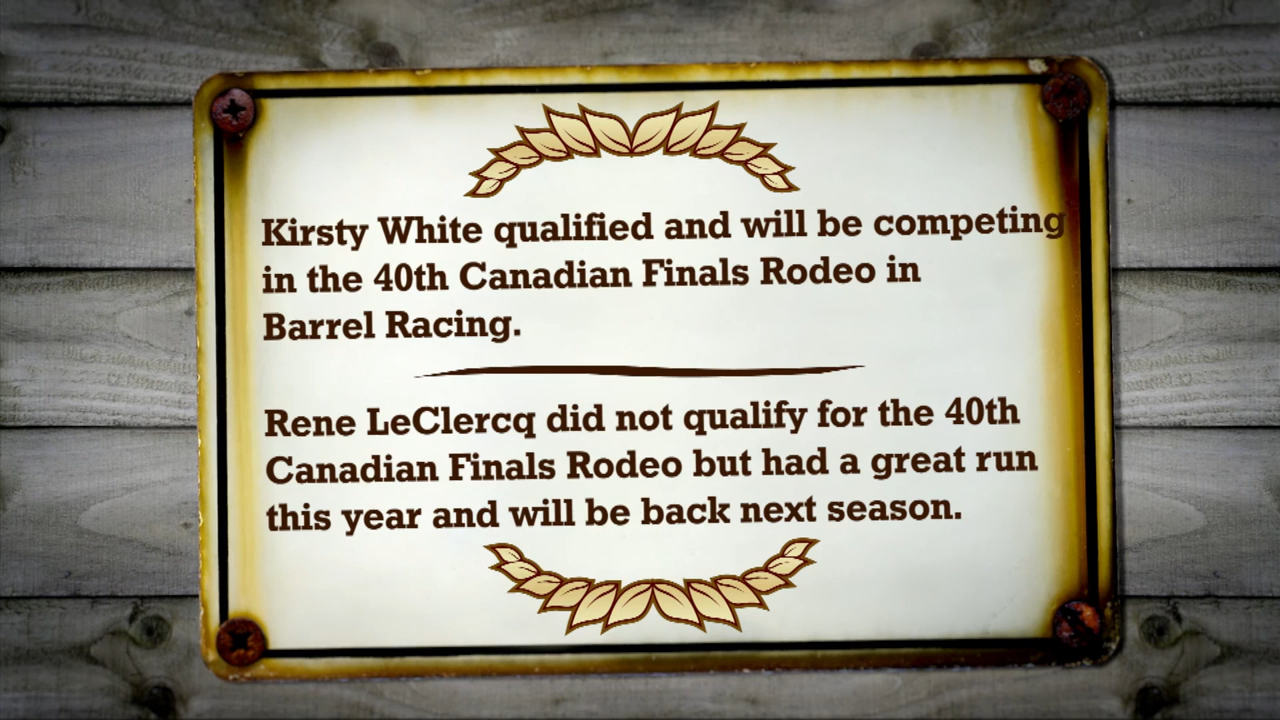 Kirsty White qualified and will be competing
in the 40th Canadian Finals Rodeo in
Barrel Racing.
Rene LeClercq did not qualify for the 40th
Canadian Finals Rodeo but had a great run
this year and will be back next season.